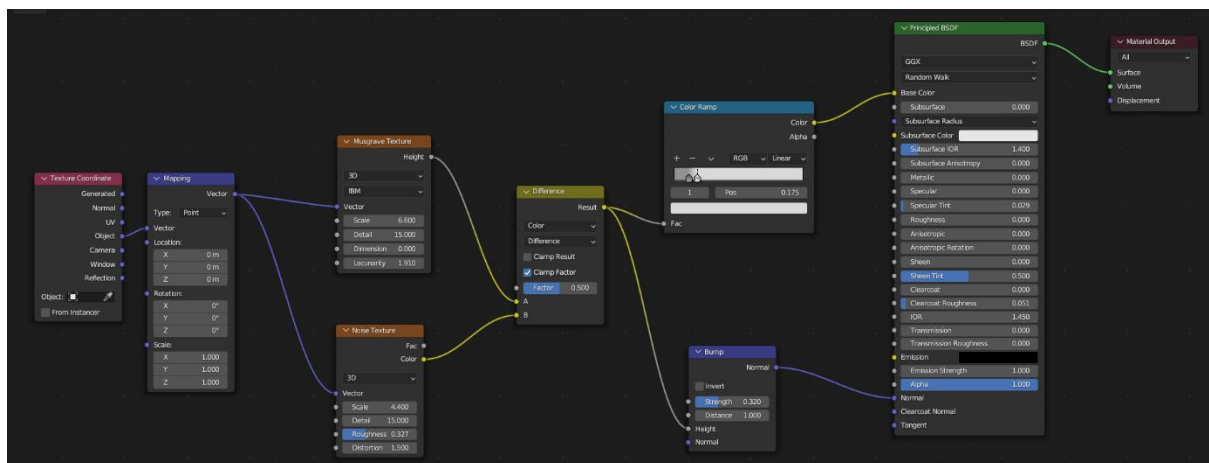 Texture Coordinate
Generated
Normal
UV
Object
Camera
Window
Reflection
Object:
From Instancer
Mapping
Vector
Type: Point
Vector
Location:
X 0 m
Y 0 m
Z 0 m
Rotation:
X 0°
Y 0°
Z 0°
Scale:
X 1.000
Y 1.000
Z 1.000
Musgrave Texture
Height
3D
fBM
Vector
Scale 6.600
Detail 15.000
Dimension 0.000
Lacunarity 1.910
Noise Texture
Fac
Color
3D
Vector
Scale 4.400
Detail 15.000
Roughness 0.327
Distortion 1.500
Difference
Result
Color
Difference
Clamp Result
Clamp Factor
Factor 0.500
A
B
Color Ramp
Color
Alpha
+ − RGB Linear
1 Pos 0.175
Fac
Bump
Normal
Invert
Strength 0.320
Distance 1.000
Height
Normal
Principled BSDF
BSDF
GGX
Random Walk
Base Color
Subsurface 0.000
Subsurface Radius
Subsurface Color
Subsurface IOR 1.400
Subsurface Anisotropy 0.000
Metallic 0.000
Specular 0.000
Specular Tint 0.029
Roughness 0.000
Anisotropic 0.000
Anisotropic Rotation 0.000
Sheen 0.000
Sheen Tint 0.500
Clearcoat 0.000
Clearcoat Roughness 0.051
IOR 1.450
Transmission 0.000
Transmission Roughness 0.000
Emission
Emission Strength 1.000
Alpha 1.000
Normal
Clearcoat Normal
Tangent
Material Output
All
Surface
Volume
Displacement